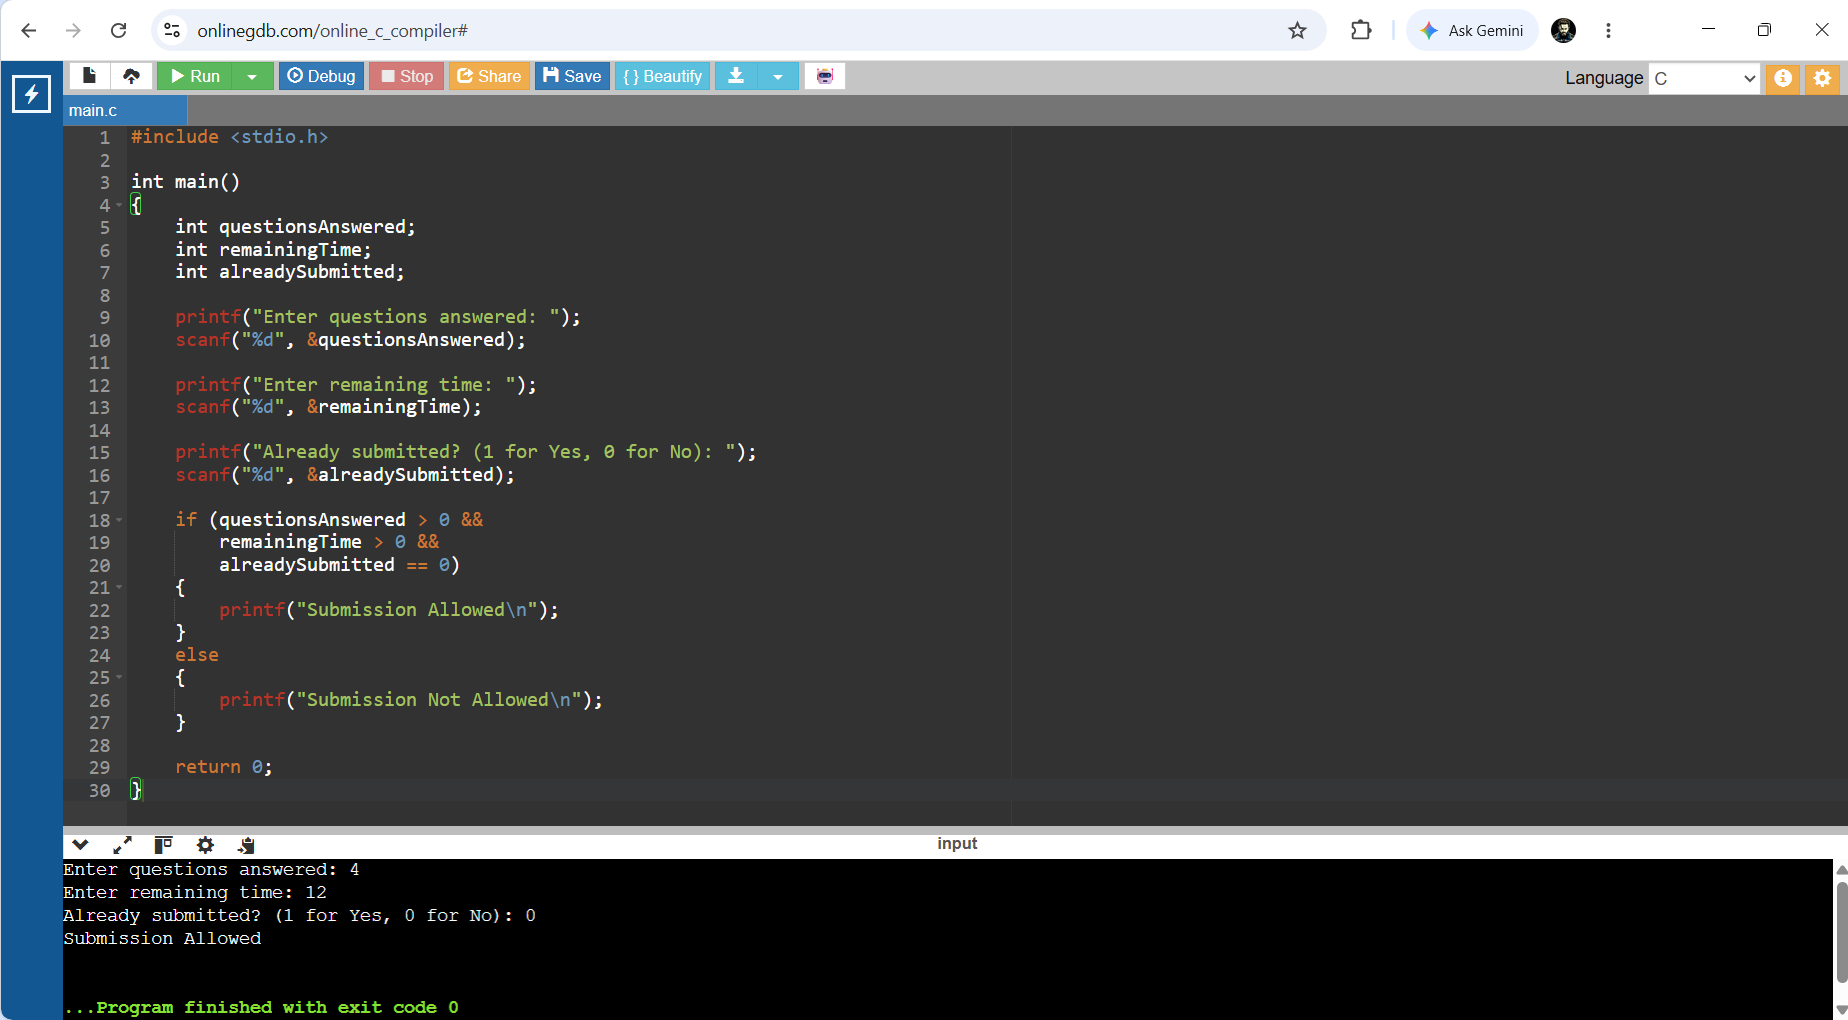 onlinegdb.com/online_c_compiler#
Ask Gemini
Run
Debug
Stop
Share
Save
{ } Beautify
Language C
main.c
1 #include <stdio.h>
2
3 int main()
4 {
5     int questionsAnswered;
6     int remainingTime;
7     int alreadySubmitted;
8
9     printf("Enter questions answered: ");
10     scanf("%d", &questionsAnswered);
11
12     printf("Enter remaining time: ");
13     scanf("%d", &remainingTime);
14
15     printf("Already submitted? (1 for Yes, 0 for No): ");
16     scanf("%d", &alreadySubmitted);
17
18     if (questionsAnswered > 0 &&
19         remainingTime > 0 &&
20         alreadySubmitted == 0)
21     {
22         printf("Submission Allowed\n");
23     }
24     else
25     {
26         printf("Submission Not Allowed\n");
27     }
28
29     return 0;
30 }
input
Enter questions answered: 4
Enter remaining time: 12
Already submitted? (1 for Yes, 0 for No): 0
Submission Allowed
...Program finished with exit code 0